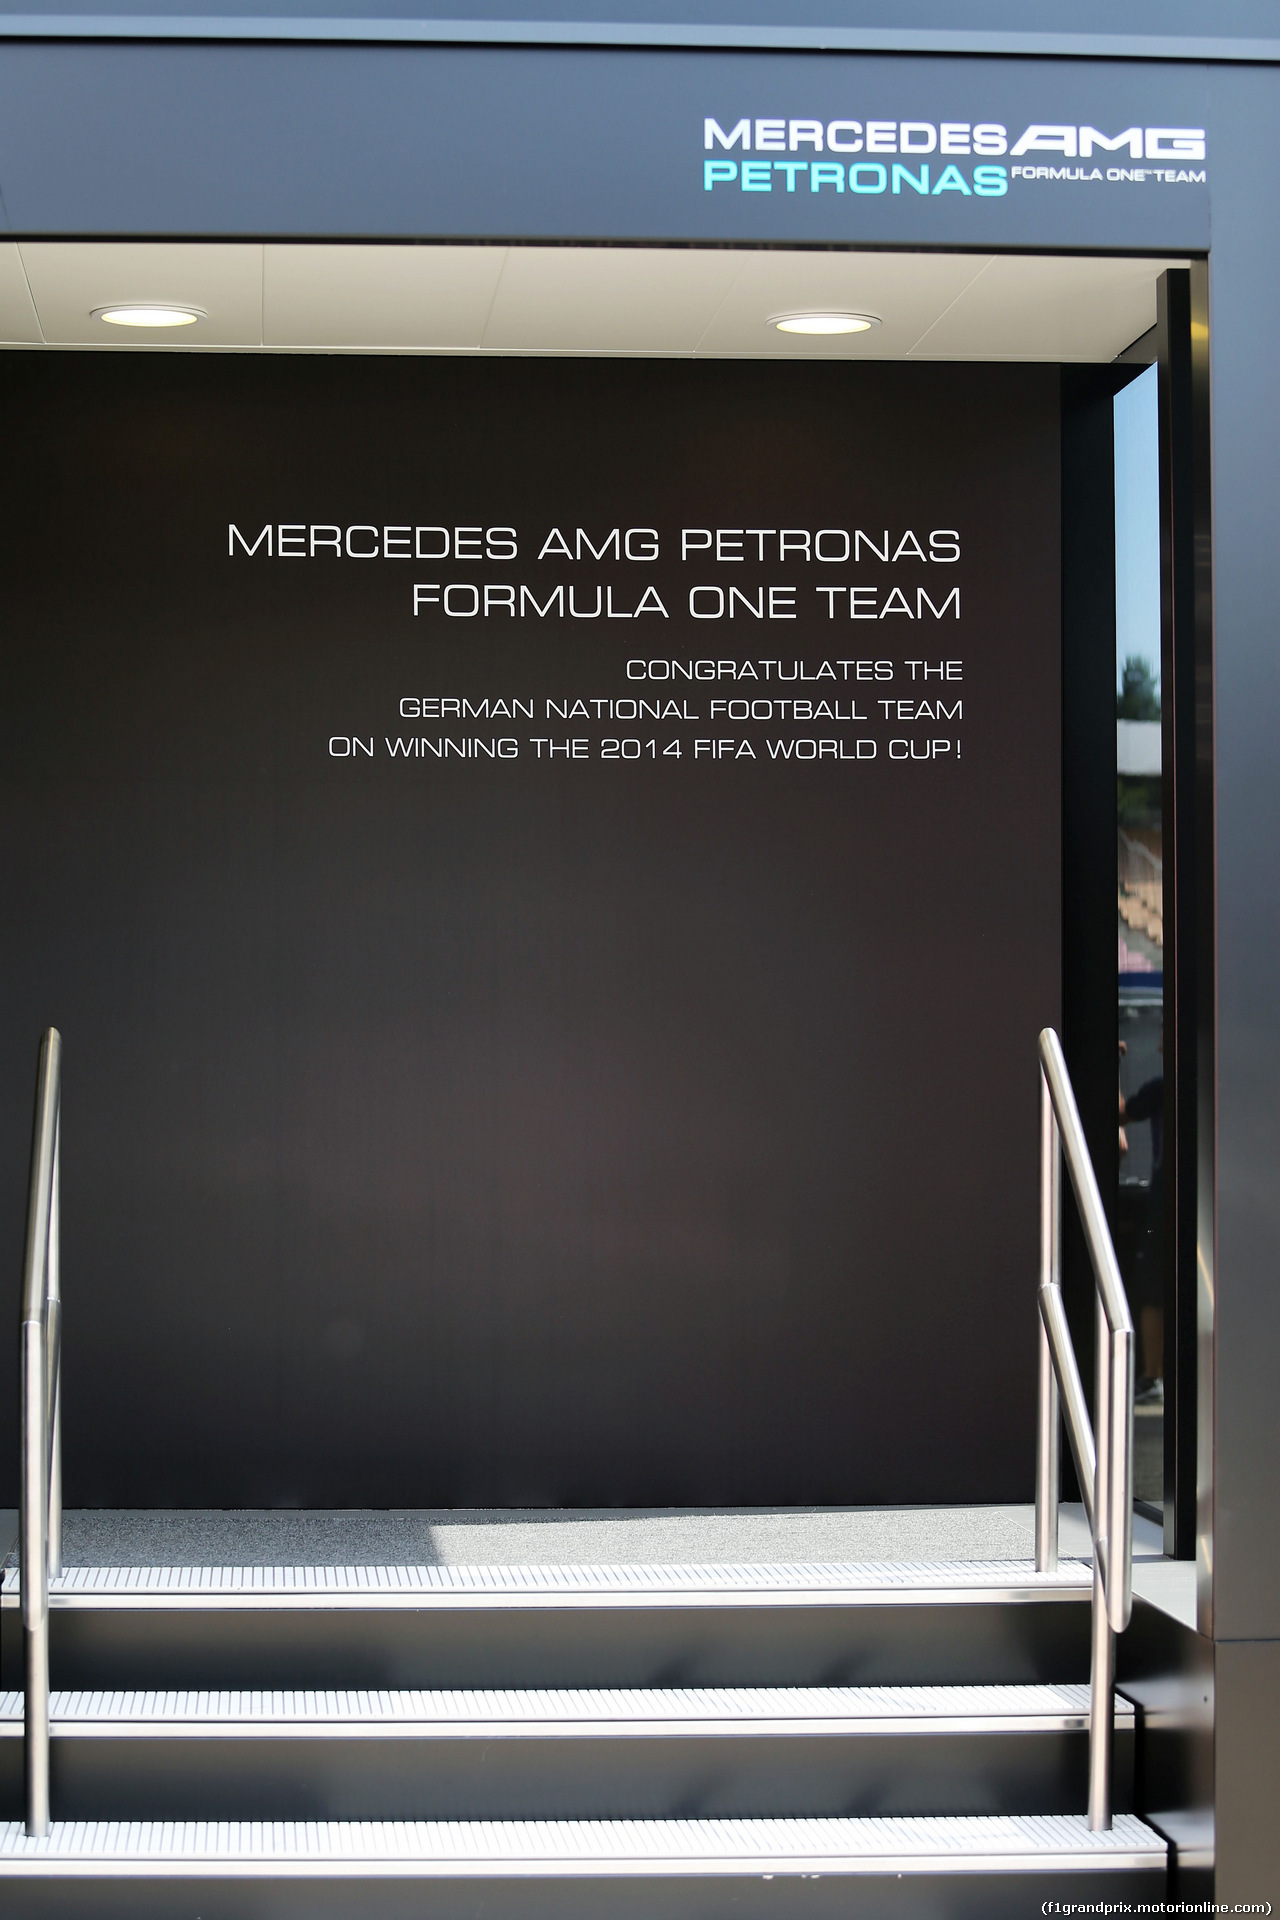 MERCEDES AMG
PETRONAS FORMULA ONE™ TEAM
MERCEDES AMG PETRONAS
FORMULA ONE TEAM
CONGRATULATES THE
GERMAN NATIONAL FOOTBALL TEAM
ON WINNING THE 2014 FIFA WORLD CUP!
(f1grandprix.motorionline.com)